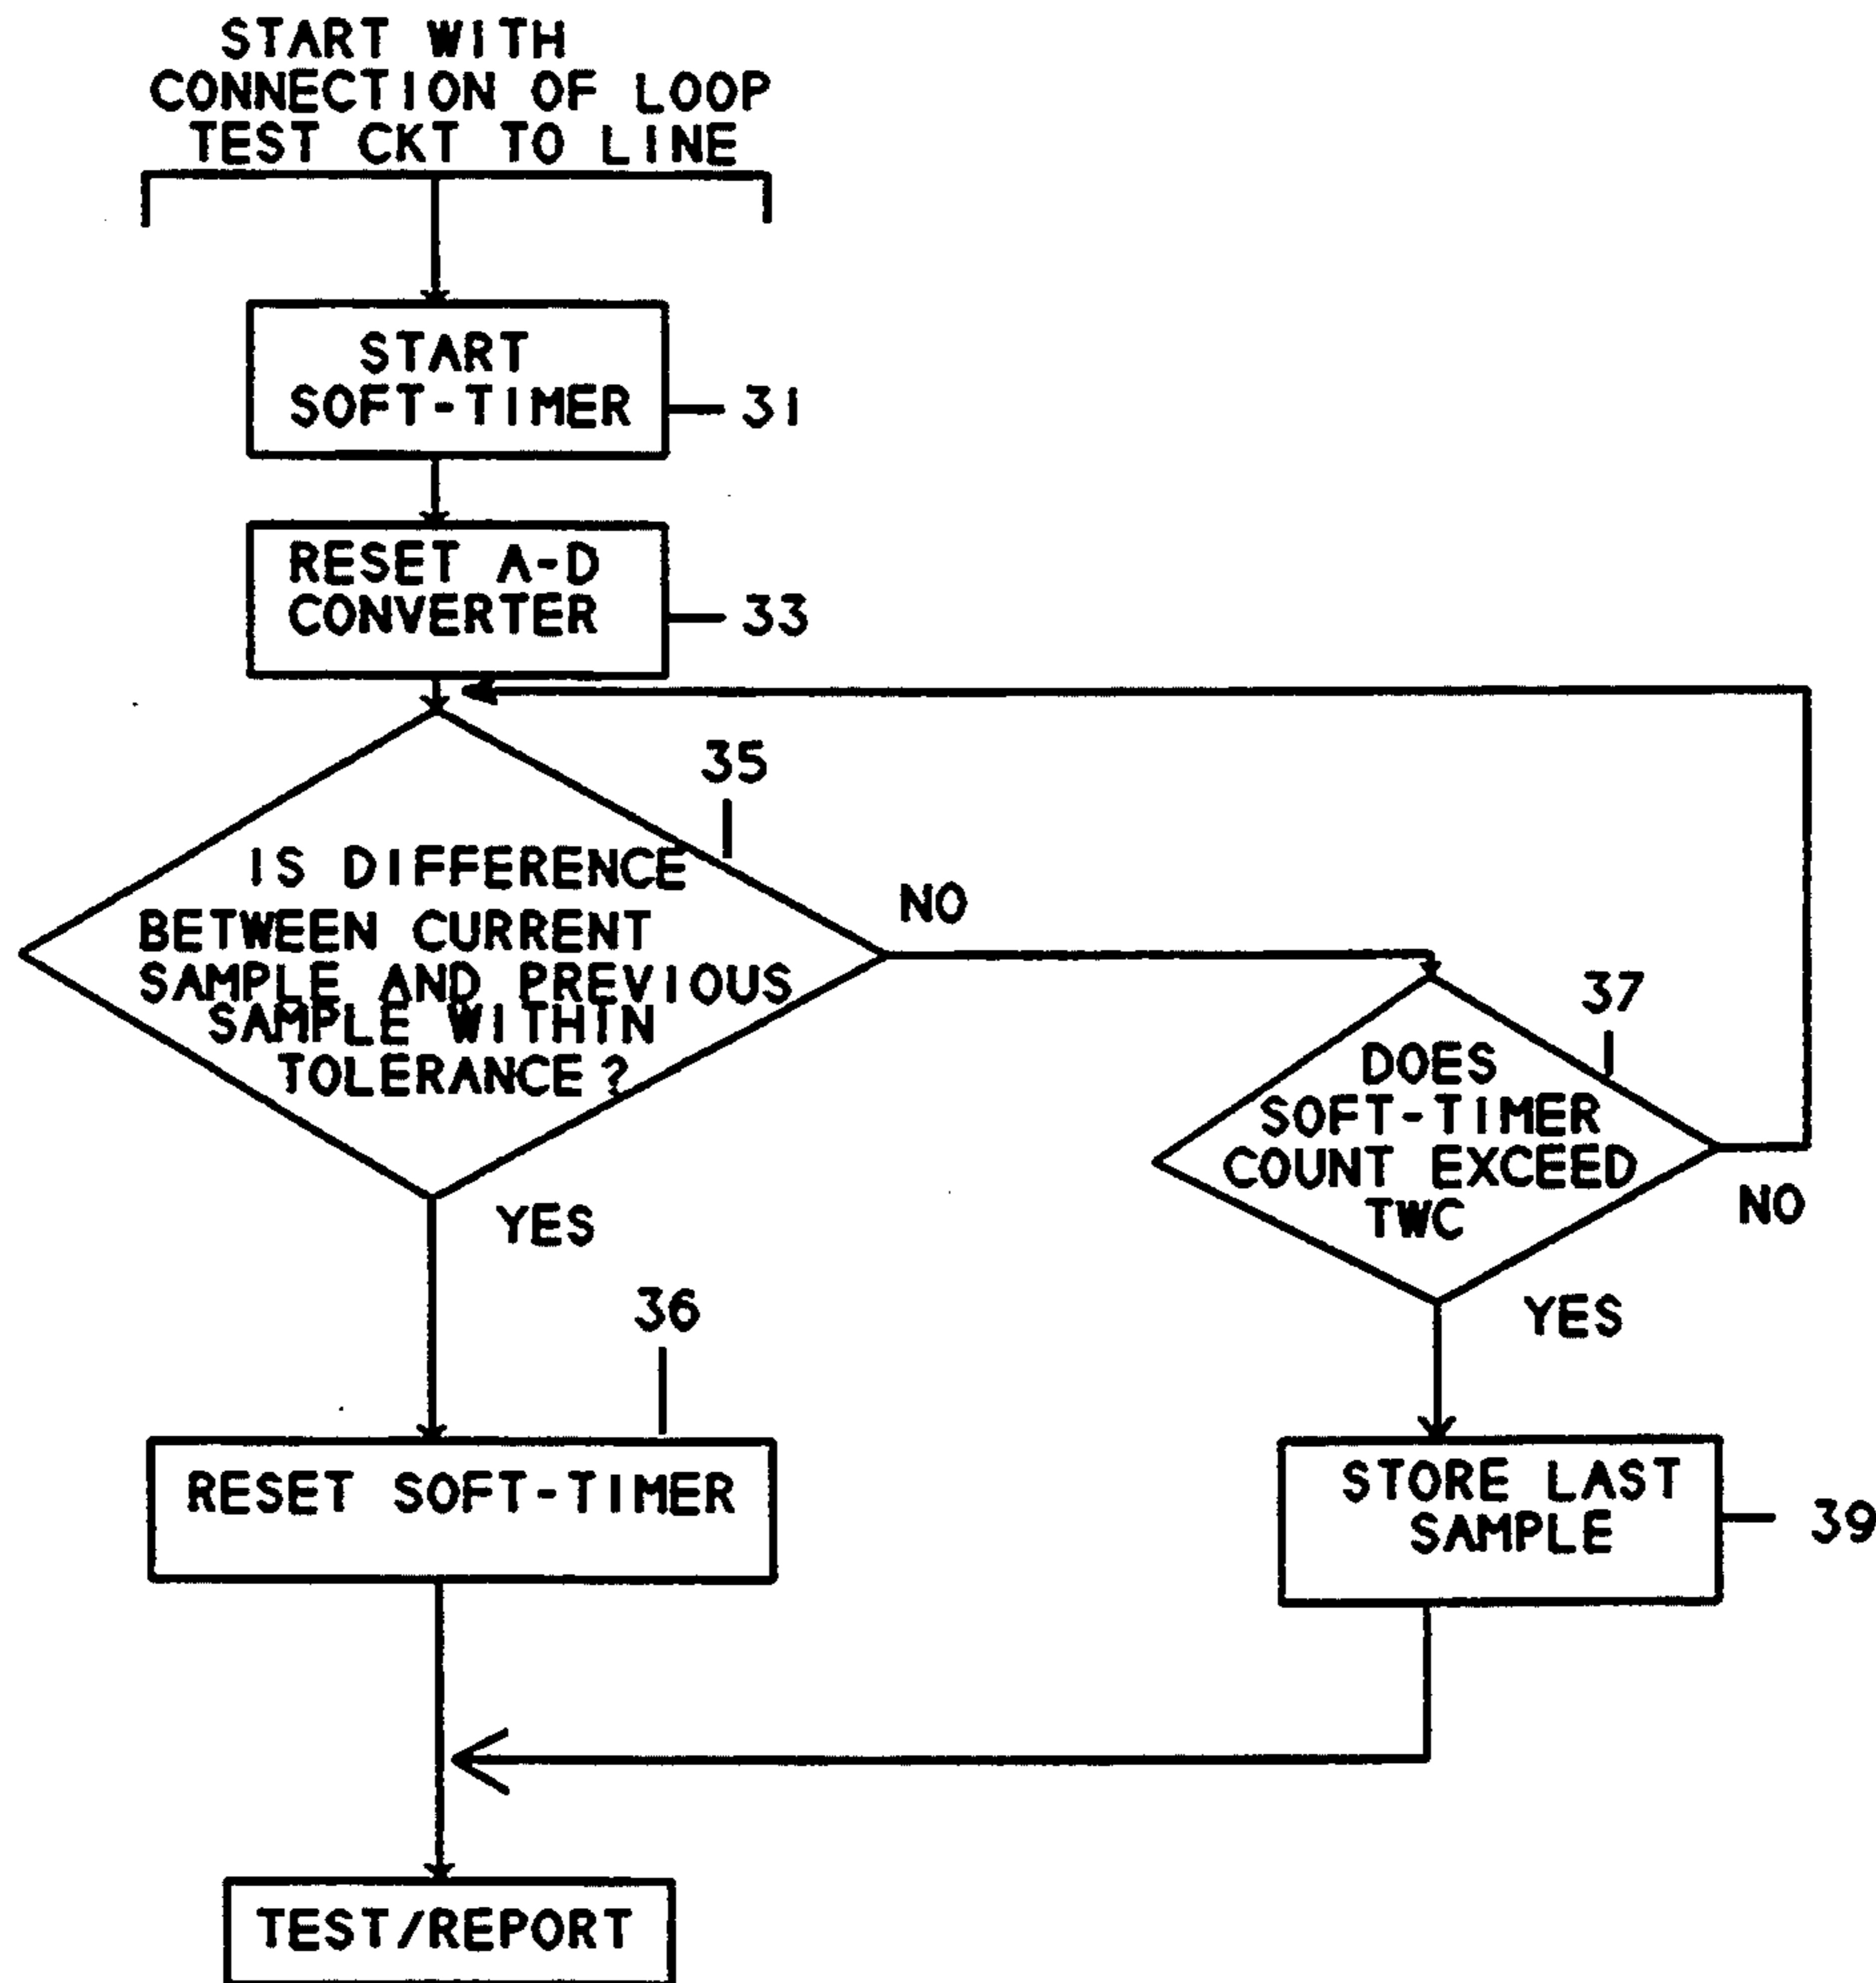 START WITH
CONNECTION OF LOOP
TEST CKT TO LINE
START
SOFT-TIMER
31
RESET A-D
CONVERTER
33
35
IS DIFFERENCE
BETWEEN CURRENT
SAMPLE AND PREVIOUS
SAMPLE WITHIN
TOLERANCE?
NO
37
DOES
SOFT-TIMER
COUNT EXCEED
TWC
NO
YES
YES
36
RESET SOFT-TIMER
STORE LAST
SAMPLE
39
TEST/REPORT